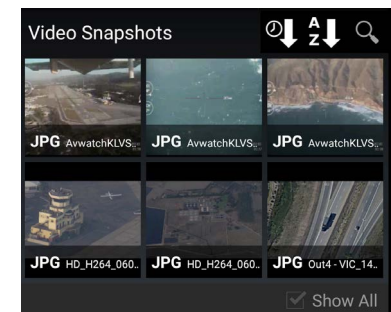 Video Snapshots
A
Z
JPG AvwatchKLVS..
JPG AvwatchKLVS..
JPG AvwatchKLVS..
JPG HD_H264_060..
JPG HD_H264_060..
JPG Out4 - VIC_14..
Show All